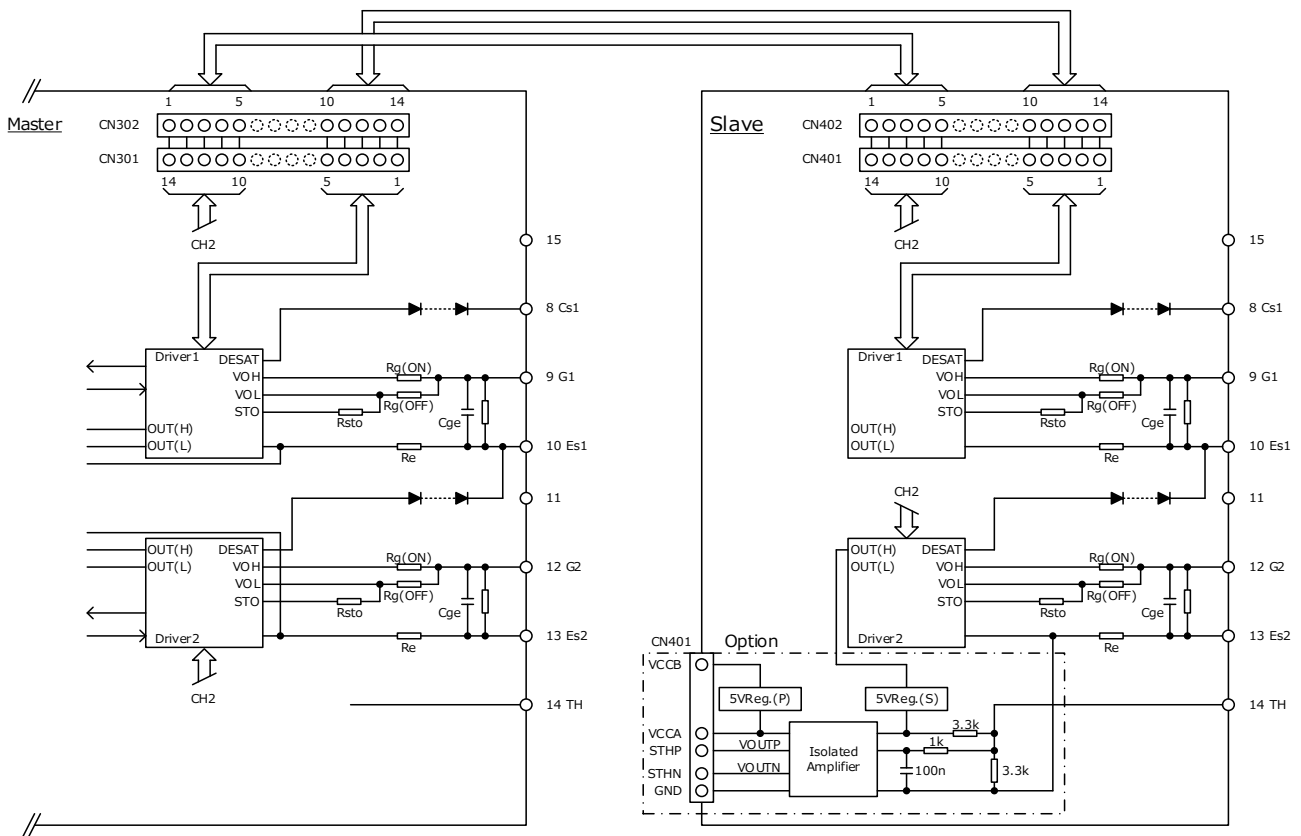 1 5 10 14
Master
CN302
CN301
14 10 5 1
CH2
15
8 Cs1
Driver1
DESAT
VOH
Rg(ON)
9 G1
VOL
Rg(OFF)
STO
Rsto
Cge
OUT(H)
OUT(L)
Re
10 Es1
11
OUT(H)
DESAT
OUT(L)
VOH
Rg(ON)
12 G2
VOL
Rg(OFF)
STO
Rsto
Cge
Driver2
Re
13 Es2
CH2
14 TH
1 5 10 14
Slave
CN402
CN401
14 10 5 1
CH2
15
8 Cs1
Driver1
DESAT
VOH
Rg(ON)
9 G1
VOL
Rg(OFF)
STO
Rsto
Cge
OUT(H)
OUT(L)
Re
10 Es1
CH2
11
OUT(H)
DESAT
OUT(L)
VOH
Rg(ON)
12 G2
VOL
Rg(OFF)
STO
Rsto
Cge
Driver2
Re
13 Es2
CN401
Option
VCCB
5VReg.(P)
5VReg.(S)
14 TH
VCCA
3.3k
STHP
VOUTP
Isolated
Amplifier
1k
STHN
VOUTN
100n
3.3k
GND